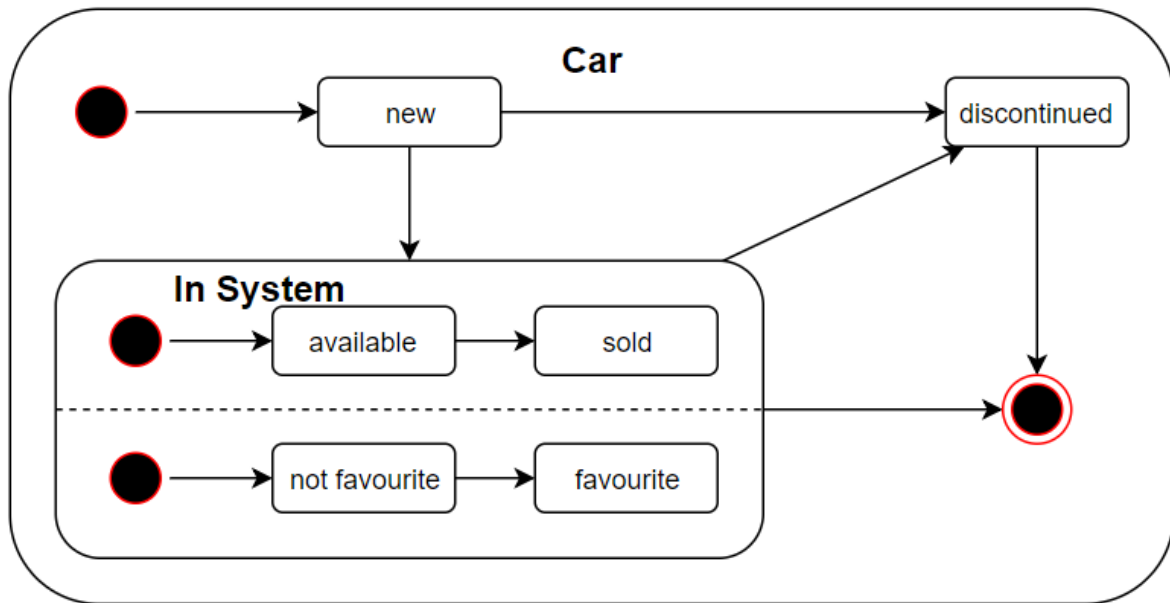 Car
new
discontinued
In System
available
sold
not favourite
favourite